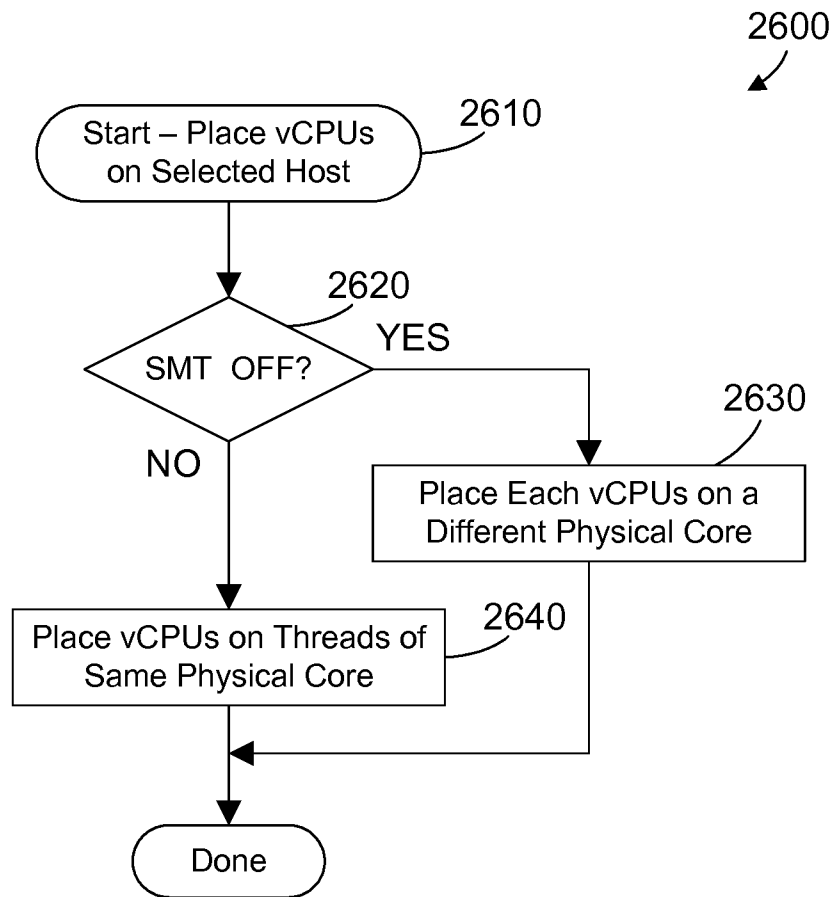 2600
Start – Place vCPUs
on Selected Host
2610
2620
SMT OFF?
YES
NO
2630
Place Each vCPUs on a
Different Physical Core
2640
Place vCPUs on Threads of
Same Physical Core
Done